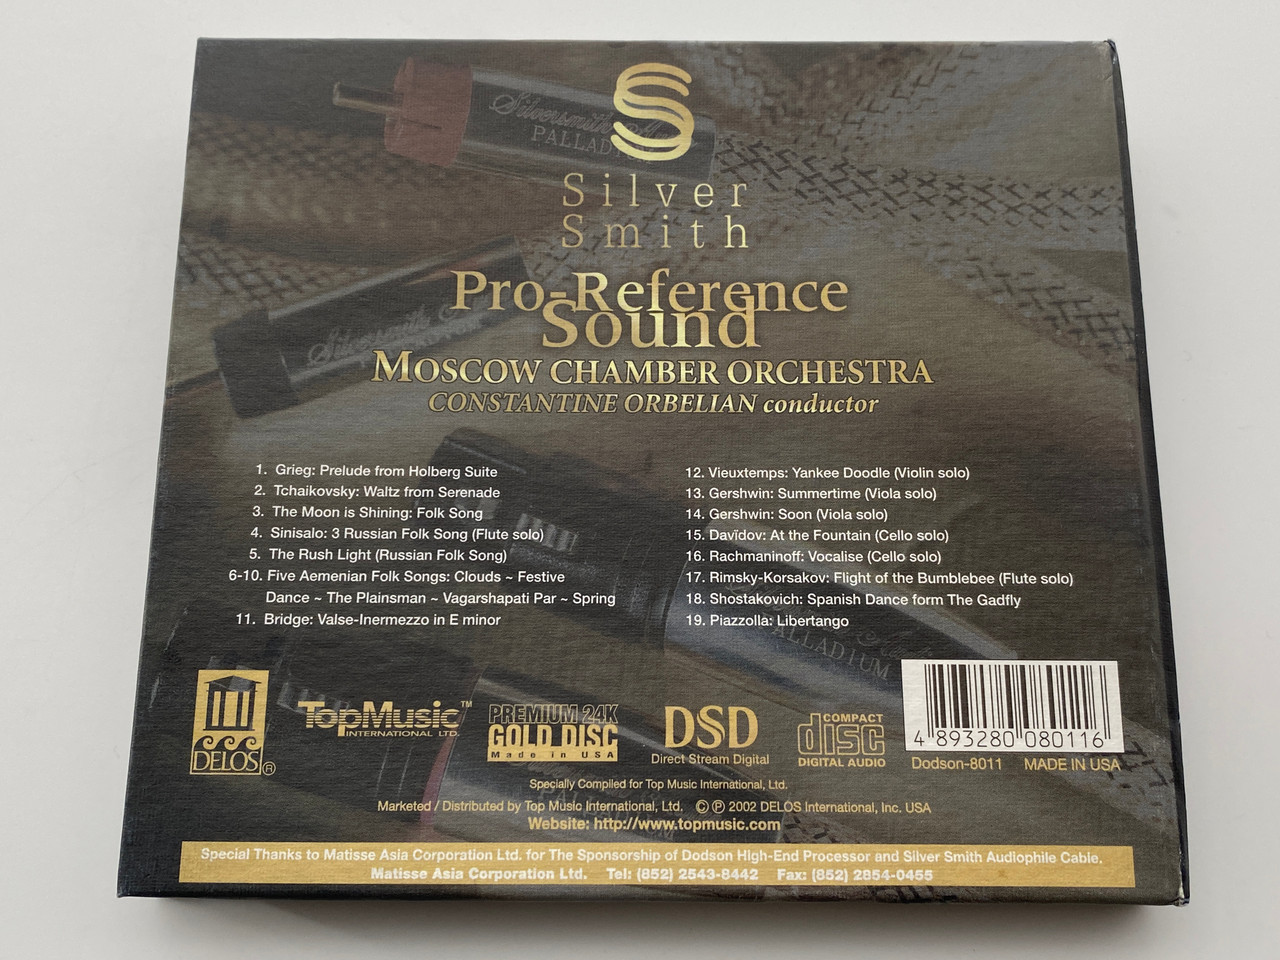 Silversmith
PALLADIUM
Silver
Smith
Silversmith
Pro-Reference
Sound
MOSCOW CHAMBER ORCHESTRA
CONSTANTINE ORBELIAN conductor
1. Grieg: Prelude from Holberg Suite
2. Tchaikovsky: Waltz from Serenade
3. The Moon is Shining: Folk Song
4. Sinisalo: 3 Russian Folk Song (Flute solo)
5. The Rush Light (Russian Folk Song)
6-10. Five Aemenian Folk Songs: Clouds ~ Festive
Dance ~ The Plainsman ~ Vagarshapati Par ~ Spring
11. Bridge: Valse-Inermezzo in E minor
12. Vieuxtemps: Yankee Doodle (Violin solo)
13. Gershwin: Summertime (Viola solo)
14. Gershwin: Soon (Viola solo)
15. Davïdov: At the Fountain (Cello solo)
16. Rachmaninoff: Vocalise (Cello solo)
17. Rimsky-Korsakov: Flight of the Bumblebee (Flute solo)
18. Shostakovich: Spanish Dance form The Gadfly
19. Piazzolla: Libertango
PALLADIUM
DELOS®
TopMusic™
INTERNATIONAL LTD.
PREMIUM 24K
GOLD DISC
Made in USA
DSD
Direct Stream Digital
COMPACT
disc
DIGITAL AUDIO
4 893280 080116
Dodson-8011 MADE IN USA
Specially Compiled for Top Music International, Ltd.
Marketed / Distributed by Top Music International, Ltd. © ℗ 2002 DELOS International, Inc. USA
Website: http://www.topmusic.com
Special Thanks to Matisse Asia Corporation Ltd. for The Sponsorship of Dodson High-End Processor and Silver Smith Audiophile Cable.
Matisse Asia Corporation Ltd. Tel: (852) 2543-8442 Fax: (852) 2854-0455